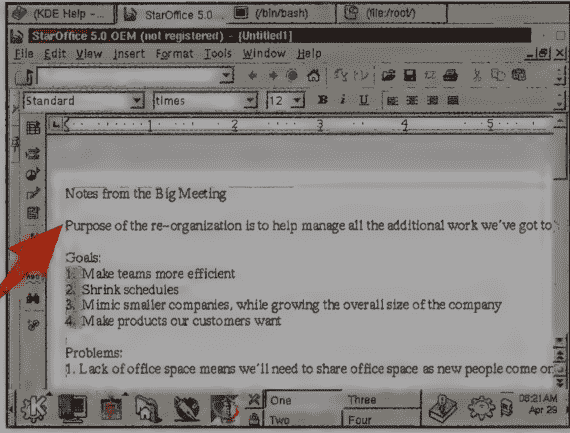 (KDE Help -... StarOffice 5.0 ... (/bin/bash) (file:/root/)
StarOffice 5.0 OEM (not registered) - [Untitled1]
File Edit View Insert Format Tools Window Help
Standard times 12 B i U
1 2 3 4 5
Notes from the Big Meeting
Purpose of the re-organization is to help manage all the additional work we've got to
Goals:
1. Make teams more efficient
2. Shrink schedules
3. Mimic smaller companies, while growing the overall size of the company
4. Make products our customers want
Problems:
1. Lack of office space means we'll need to share office space as new people come or
One Three 08:21AM
Two Four Apr 29